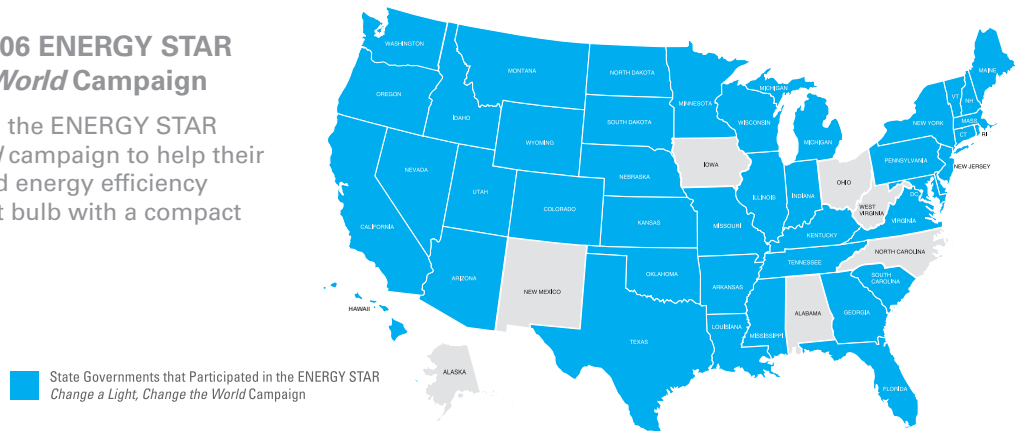 06 ENERGY STAR
World Campaign
the ENERGY STAR
campaign to help their
energy efficiency
bulb with a compact
WASHINGTON
OREGON
CALIFORNIA
NEVADA
IDAHO
MONTANA
WYOMING
UTAH
ARIZONA
COLORADO
NEW MEXICO
NORTH DAKOTA
SOUTH DAKOTA
NEBRASKA
KANSAS
OKLAHOMA
TEXAS
MINNESOTA
IOWA
MISSOURI
ARKANSAS
LOUISIANA
WISCONSIN
ILLINOIS
MICHIGAN
MICHIGAN
INDIANA
OHIO
KENTUCKY
TENNESSEE
MISSISSIPPI
ALABAMA
GEORGIA
FLORIDA
SOUTH
CAROLINA
NORTH CAROLINA
VIRGINIA
WEST
VIRGINIA
DC
PENNSYLVANIA
NEW JERSEY
NEW YORK
CT
RI
MASS
VT
NH
MAINE
HAWAII
ALASKA
State Governments that Participated in the ENERGY STAR
Change a Light, Change the World Campaign